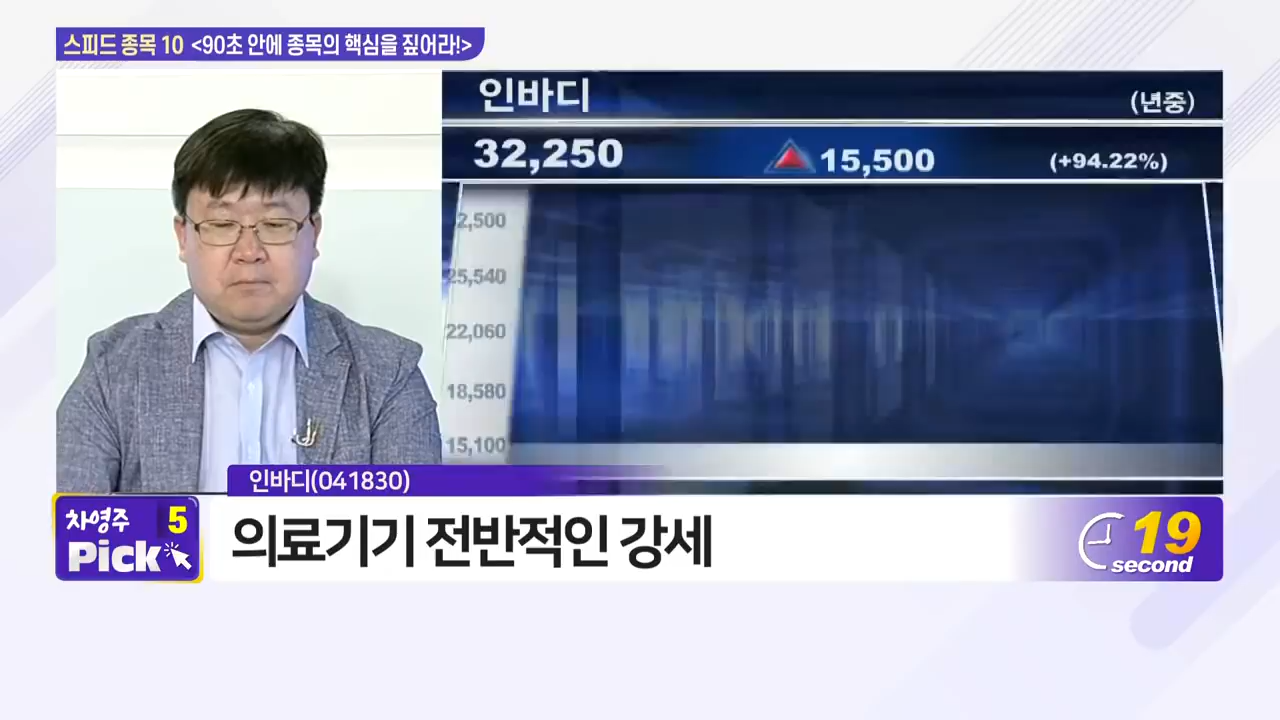 스피드 종목 10 <90초 안에 종목의 핵심을 짚어라!>
인바디
(년중)
32,250 ▲15,500 (+94.22%)
2,500
25,540
22,060
18,580
15,100
인바디(041830)
차영주 5
Pick
의료기기 전반적인 강세
19
second